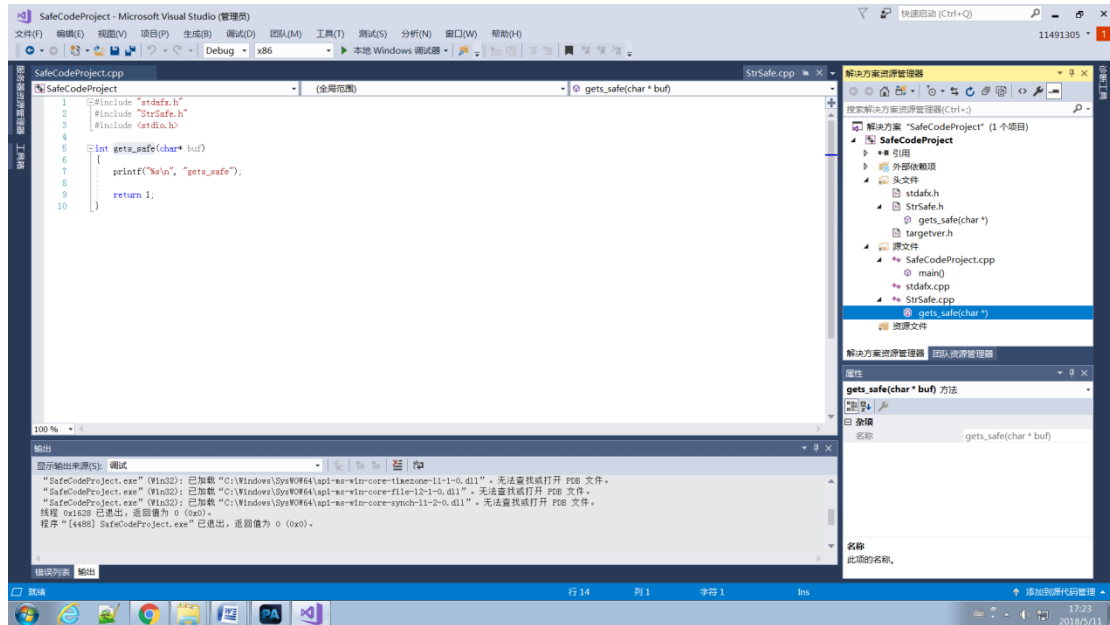 SafeCodeProject - Microsoft Visual Studio (管理员)
快速启动 (Ctrl+Q)
文件(F) 编辑(E) 视图(V) 项目(P) 生成(B) 调试(D) 团队(M) 工具(T) 测试(S) 分析(N) 窗口(W) 帮助(H)
11491305
1
Debug x86 本地 Windows 调试器
服务器资源管理器
工具箱
诊断工具
SafeCodeProject.cpp
StrSafe.cpp
SafeCodeProject
(全局范围)
gets_safe(char * buf)
1 #include "stdafx.h"
2 #include "StrSafe.h"
3 #include <stdio.h>
4
5 int gets_safe(char* buf)
6 {
7 printf("%s\n", "gets_safe");
8
9 return 1;
10 }
100 %
解决方案资源管理器
搜索解决方案资源管理器(Ctrl+;)
解决方案 "SafeCodeProject" (1 个项目)
SafeCodeProject
引用
外部依赖项
头文件
stdafx.h
StrSafe.h
gets_safe(char *)
targetver.h
源文件
SafeCodeProject.cpp
main()
stdafx.cpp
StrSafe.cpp
gets_safe(char *)
资源文件
解决方案资源管理器 团队资源管理器
属性
gets_safe(char * buf) 方法
杂项
名称 gets_safe(char * buf)
名称
此项的名称。
输出
显示输出来源(S): 调试
“SafeCodeProject.exe”(Win32): 已加载“C:\Windows\SysWOW64\api-ms-win-core-timezone-l1-1-0.dll”。无法查找或打开 PDB 文件。
“SafeCodeProject.exe”(Win32): 已加载“C:\Windows\SysWOW64\api-ms-win-core-file-l2-1-0.dll”。无法查找或打开 PDB 文件。
“SafeCodeProject.exe”(Win32): 已加载“C:\Windows\SysWOW64\api-ms-win-core-synch-l1-2-0.dll”。无法查找或打开 PDB 文件。
线程 0x1628 已退出，返回值为 0 (0x0)。
程序“[4488] SafeCodeProject.exe”已退出，返回值为 0 (0x0)。
错误列表 输出
就绪 行 14 列 1 字符 1 Ins 添加到源代码管理
PA
17:23
2018/5/11